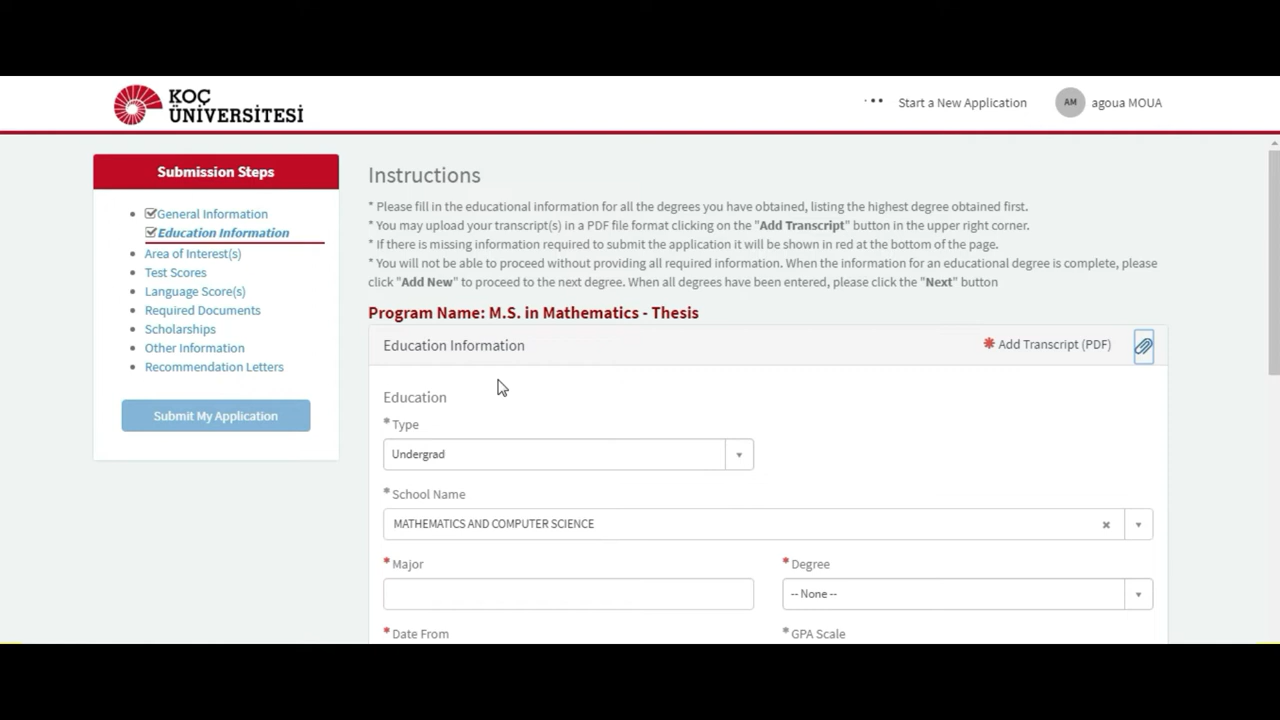 KOÇ
ÜNİVERSİTESİ
Start a New Application
AM
agoua MOUA
Submission Steps
General Information
Education Information
Area of Interest(s)
Test Scores
Language Score(s)
Required Documents
Scholarships
Other Information
Recommendation Letters
Submit My Application
Instructions
* Please fill in the educational information for all the degrees you have obtained, listing the highest degree obtained first.
* You may upload your transcript(s) in a PDF file format clicking on the "Add Transcript" button in the upper right corner.
* If there is missing information required to submit the application it will be shown in red at the bottom of the page.
* You will not be able to proceed without providing all required information. When the information for an educational degree is complete, please
click "Add New" to proceed to the next degree. When all degrees have been entered, please click the "Next" button
Program Name: M.S. in Mathematics - Thesis
Education Information
* Add Transcript (PDF)
Education
* Type
Undergrad
* School Name
MATHEMATICS AND COMPUTER SCIENCE
* Major
* Degree
-- None --
* Date From
* GPA Scale